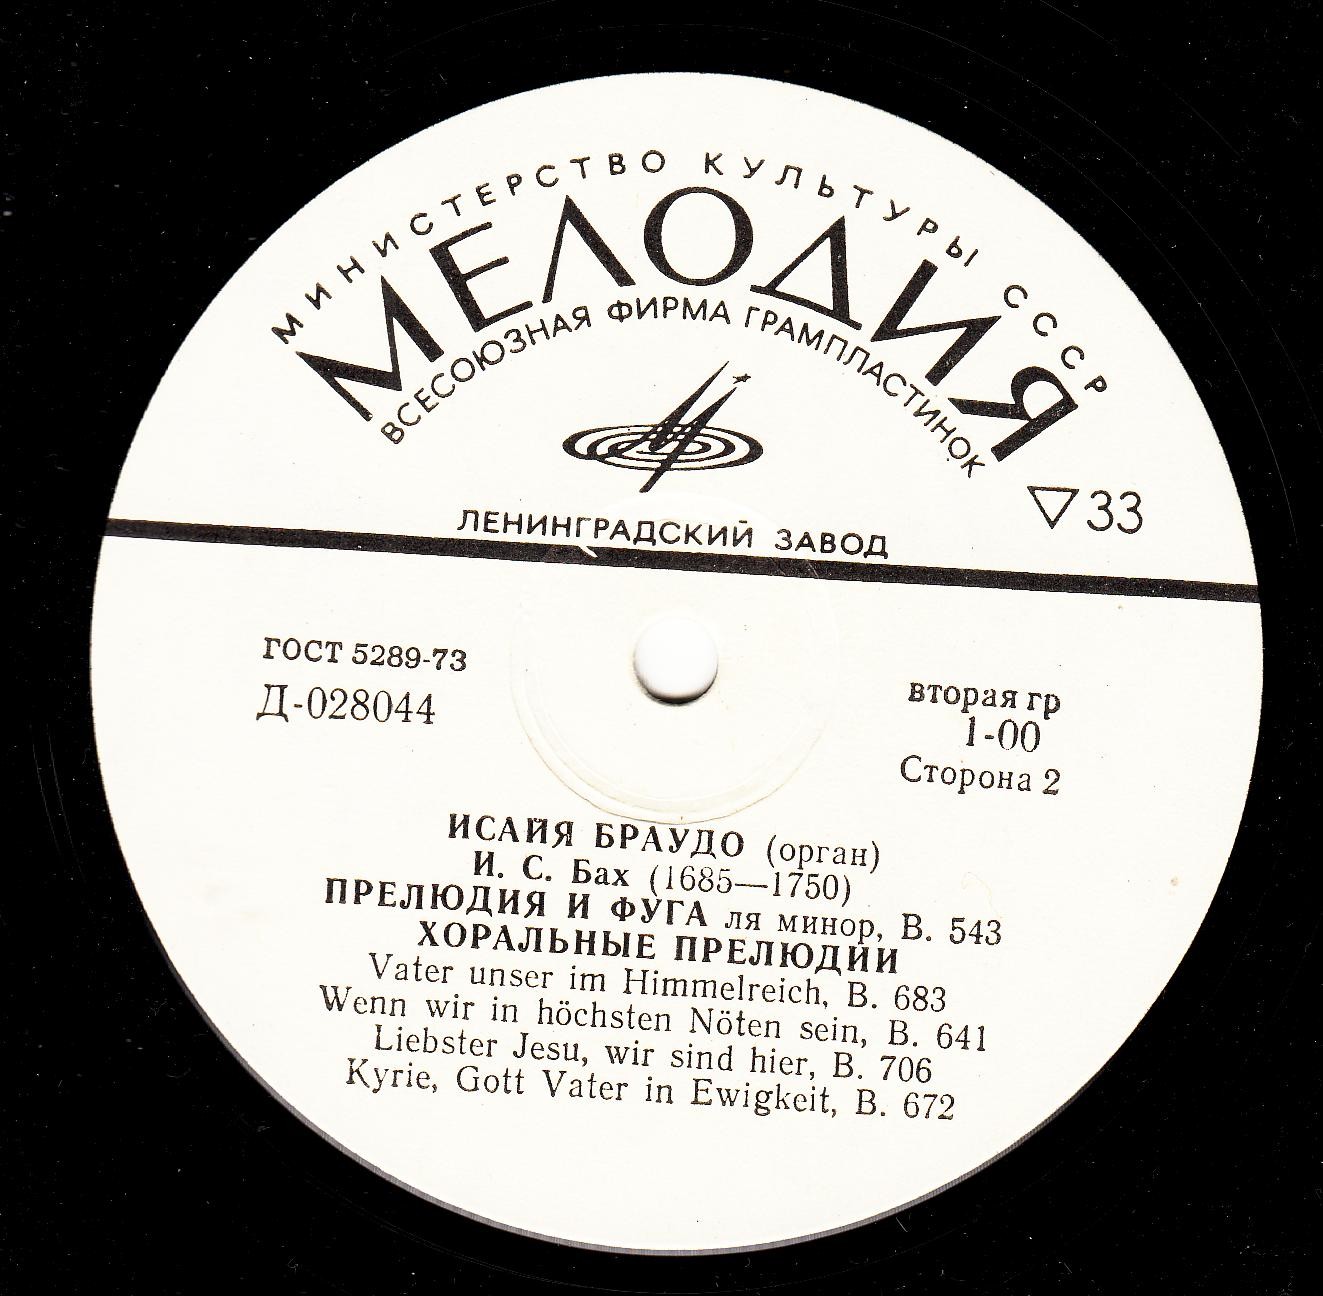 МИНИСТЕРСТВО КУЛЬТУРЫ СССР
МЕЛОДИЯ
ВСЕСОЮЗНАЯ ФИРМА ГРАМПЛАСТИНОК
▽33
ЛЕНИНГРАДСКИЙ ЗАВОД
ГОСТ 5289-73
Д-028044
вторая гр
1-00
Сторона 2
ИСАЙЯ БРАУДО (орган)
И. С. Бах (1685—1750)
ПРЕЛЮДИЯ И ФУГА ля минор, В. 543
ХОРАЛЬНЫЕ ПРЕЛЮДИИ
Vater unser im Himmelreich, В. 683
Wenn wir in höchsten Nöten sein, В. 641
Liebster Jesu, wir sind hier, В. 706
Kyrie, Gott Vater in Ewigkeit, В. 672